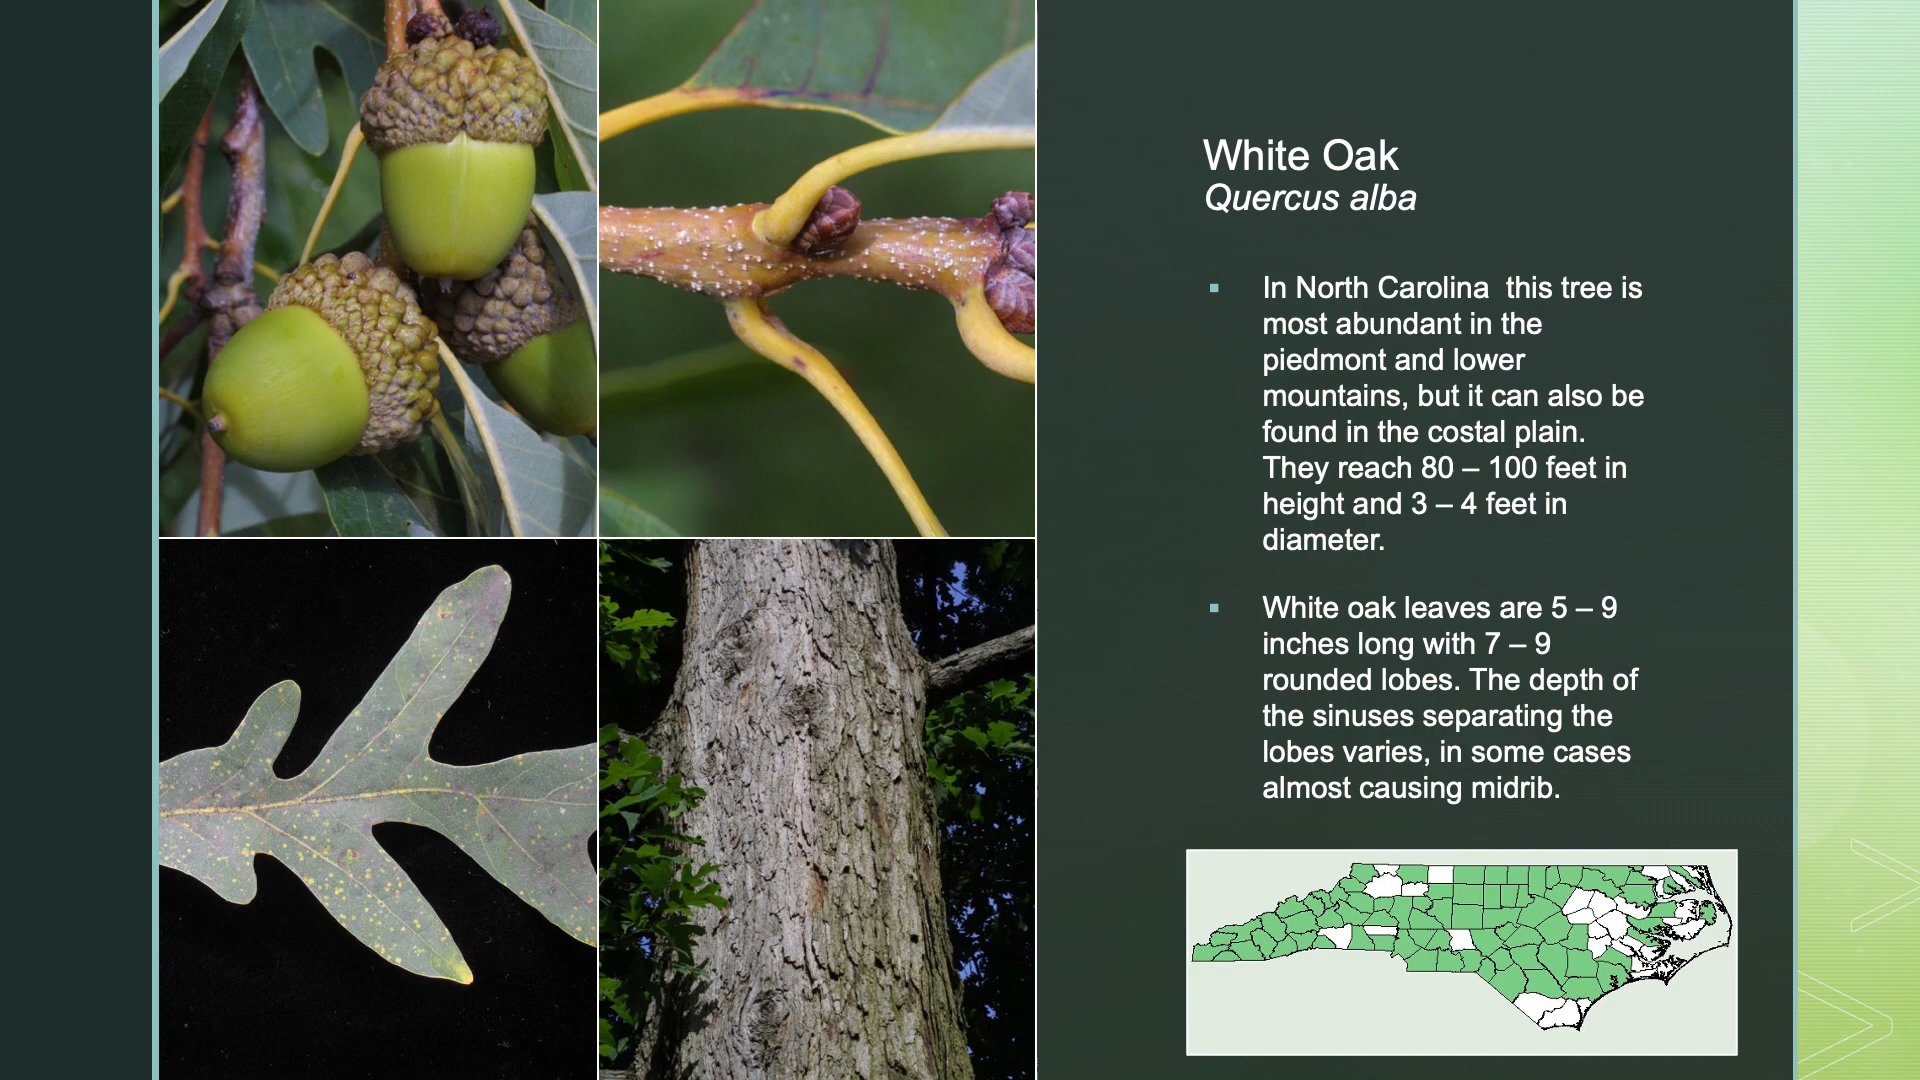 White Oak
Quercus alba
In North Carolina  this tree is
most abundant in the
piedmont and lower
mountains, but it can also be
found in the costal plain.
They reach 80 – 100 feet in
height and 3 – 4 feet in
diameter.
White oak leaves are 5 – 9
inches long with 7 – 9
rounded lobes. The depth of
the sinuses separating the
lobes varies, in some cases
almost causing midrib.